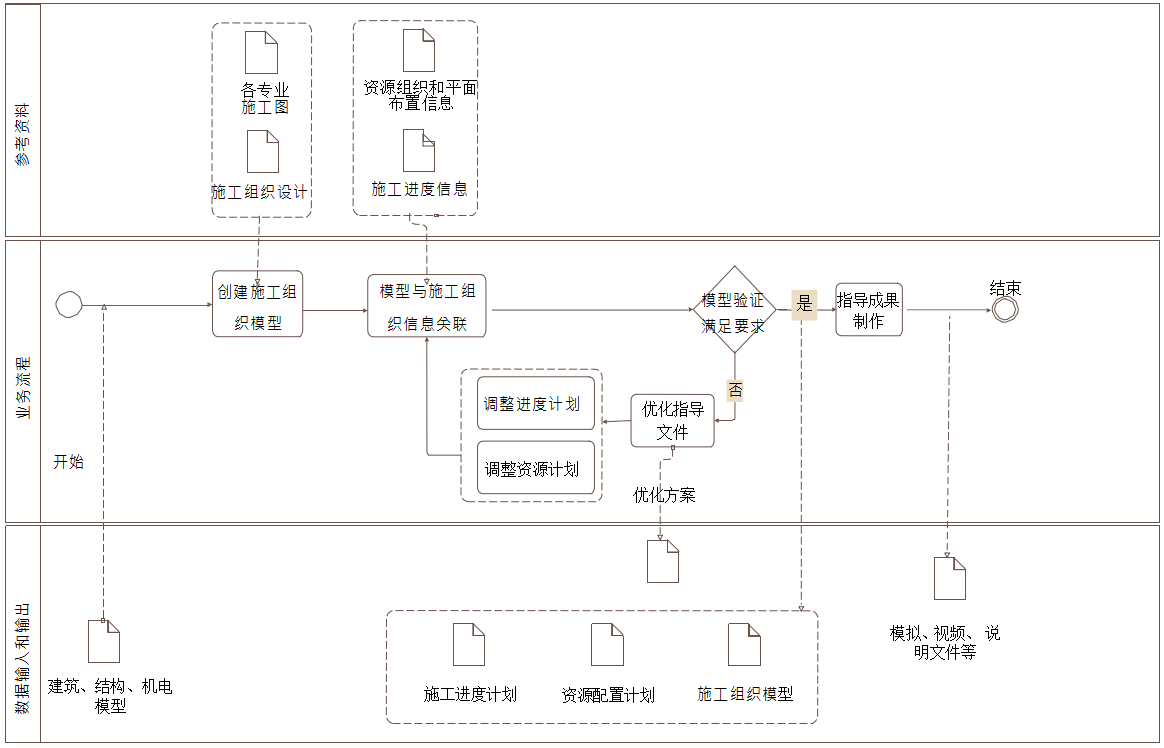 参考资料
各专业
施工图
施工组织设计
资源组织和平面
布置信息
施工进度信息
业务流程
开始
创建施工组
织模型
模型与施工组
织信息关联
模型验证
满足要求
是
否
指导成果
制作
结束
调整进度计划
调整资源计划
优化指导
文件
优化方案
数据输入和输出
建筑、结构、机电
模型
施工进度计划
资源配置计划
施工组织模型
模拟、视频、说
明文件等